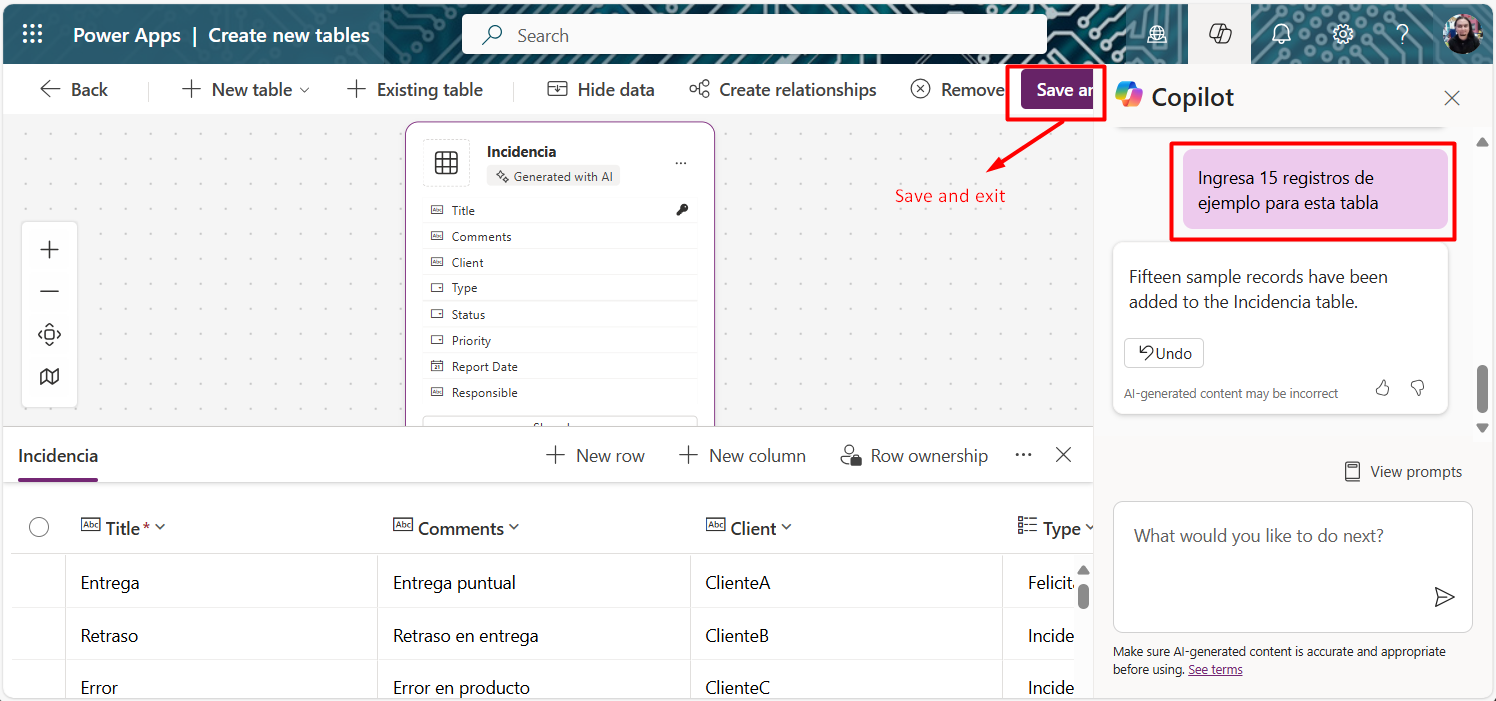 Power Apps | Create new tables
Search
Back
New table
Existing table
Hide data
Create relationships
Remove
Save an
Save and exit
Incidencia
Generated with AI
Title
Comments
Client
Type
Status
Priority
Report Date
Responsible
Incidencia
New row
New column
Row ownership
Abc Title* Abc Comments Abc Client Type
Entrega Entrega puntual ClienteA Felicit
Retraso Retraso en entrega ClienteB Incide
Error Error en producto ClienteC Incide
Copilot
Ingresa 15 registros de
ejemplo para esta tabla
Fifteen sample records have been
added to the Incidencia table.
Undo
AI-generated content may be incorrect
View prompts
What would you like to do next?
Make sure AI-generated content is accurate and appropriate
before using. See terms